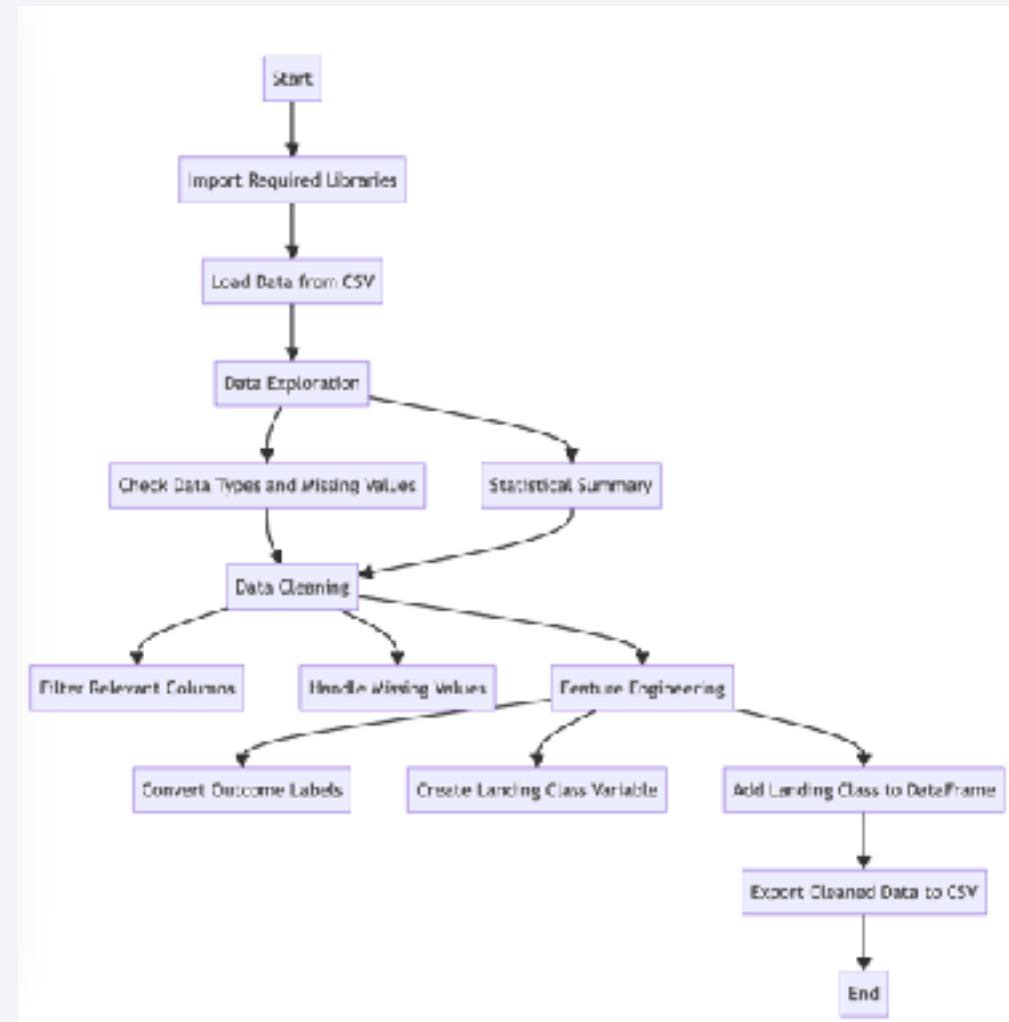 Start
Import Required Libraries
Load Data from CSV
Data Exploration
Check Data Types and Missing Values
Statistical Summary
Data Cleaning
Filter Relevant Columns
Handle Missing Values
Feature Engineering
Convert Outcome Labels
Create Landing Class Variable
Add Landing Class to DataFrame
Export Cleaned Data to CSV
End